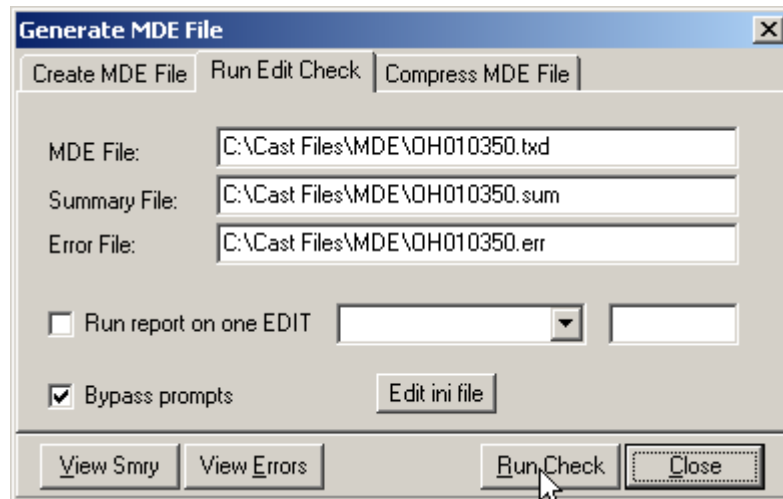 Generate MDE File
Create MDE File Run Edit Check Compress MDE File
MDE File: C:\Cast Files\MDE\OH010350.txd
Summary File: C:\Cast Files\MDE\OH010350.sum
Error File: C:\Cast Files\MDE\OH010350.err
Run report on one EDIT
Bypass prompts Edit ini file
View Smry View Errors Run Check Close